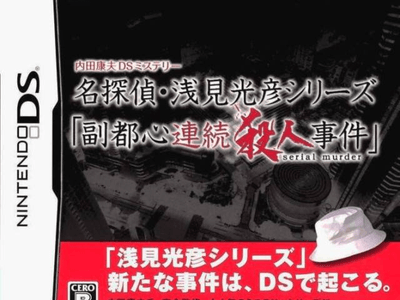 NINTENDO DS
内田康夫DSミステリー
名探偵・浅見光彦シリーズ
「副都心連続殺人事件」
serial murder
「浅見光彦シリーズ」
新たな事件は、DSで起こる。
CERO
B